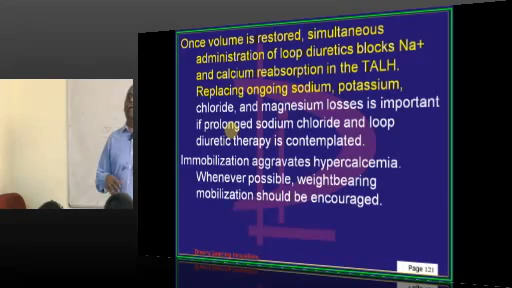 Once volume is restored, simultaneous
administration of loop diuretics blocks Na+
and calcium reabsorption in the TALH.
Replacing ongoing sodium, potassium,
chloride, and magnesium losses is important
if prolonged sodium chloride and loop
diuretic therapy is contemplated.
Immobilization aggravates hypercalcemia.
Whenever possible, weightbearing
mobilization should be encouraged.
Page 121